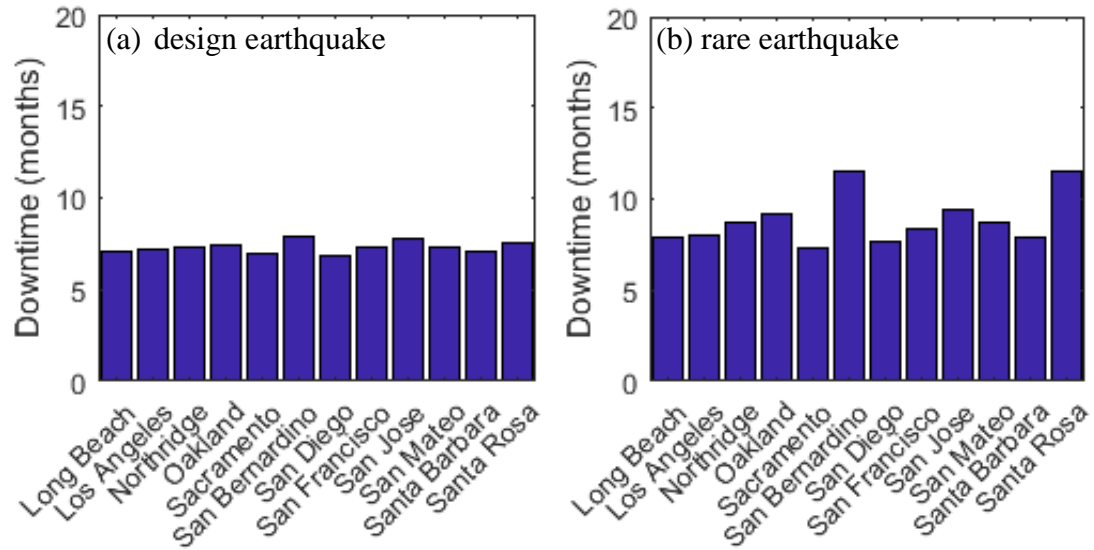 (a) design earthquake
Downtime (months)
20
15
10
5
0
Long Beach
Los Angeles
Northridge
Oakland
Sacramento
San Bernardino
San Diego
San Francisco
San Jose
San Mateo
Santa Barbara
Santa Rosa
(b) rare earthquake
Downtime (months)
20
15
10
5
0
Long Beach
Los Angeles
Northridge
Oakland
Sacramento
San Bernardino
San Diego
San Francisco
San Jose
San Mateo
Santa Barbara
Santa Rosa